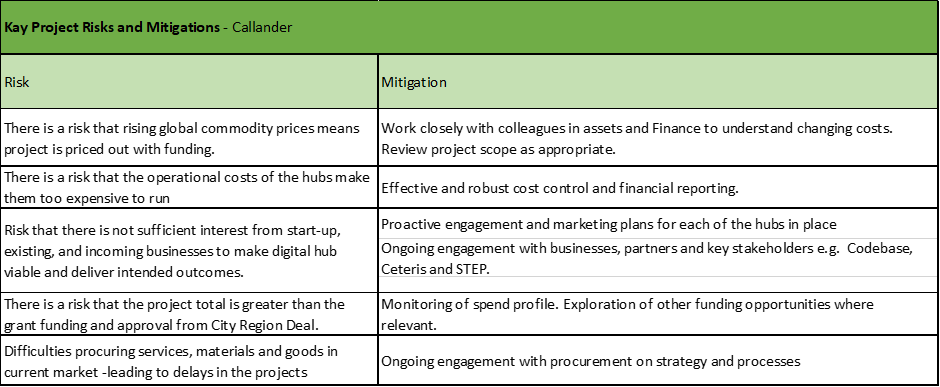 Kay Project Risks and Mitigations - Callander
Risk
Mitigation
There is a risk that rising global commodity prices means
project is priced out with funding.
Work closely with colleagues in assets and Finance to understand changing costs.
Review project scope as appropriate.
There is a risk that the operational costs of the hubs make
them too expensive to run
Effective and robust cost control and financial reporting.
Risk that there is not sufficient interest from start-up,
existing, and incoming businesses to make digital hub
viable and deliver intended outcomes.
Proactive engagement and marketing plans for each of the hubs in place
Ongoing engagement with businesses, partners and key stakeholders e.g.  Codebase,
Ceteris and STEP.
There is a risk that the project total is greater than the
grant funding and approval from City Region Deal.
Monitoring of spend profile. Exploration of other funding opportunities where
relevant.
Difficulties procuring services, materials and goods in
current market -leading to delays in the projects
Ongoing engagement with procurement on strategy and processes